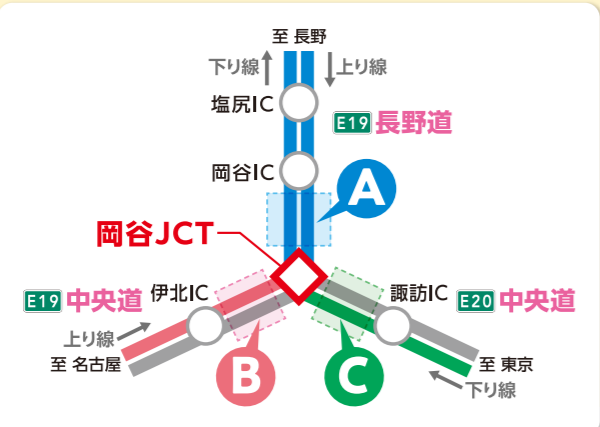 至 長野
下り線
上り線
塩尻IC
E19 長野道
岡谷IC
A
岡谷JCT
E19 中央道
伊北IC
諏訪IC
E20 中央道
上り線
至 名古屋
B
C
至 東京
下り線